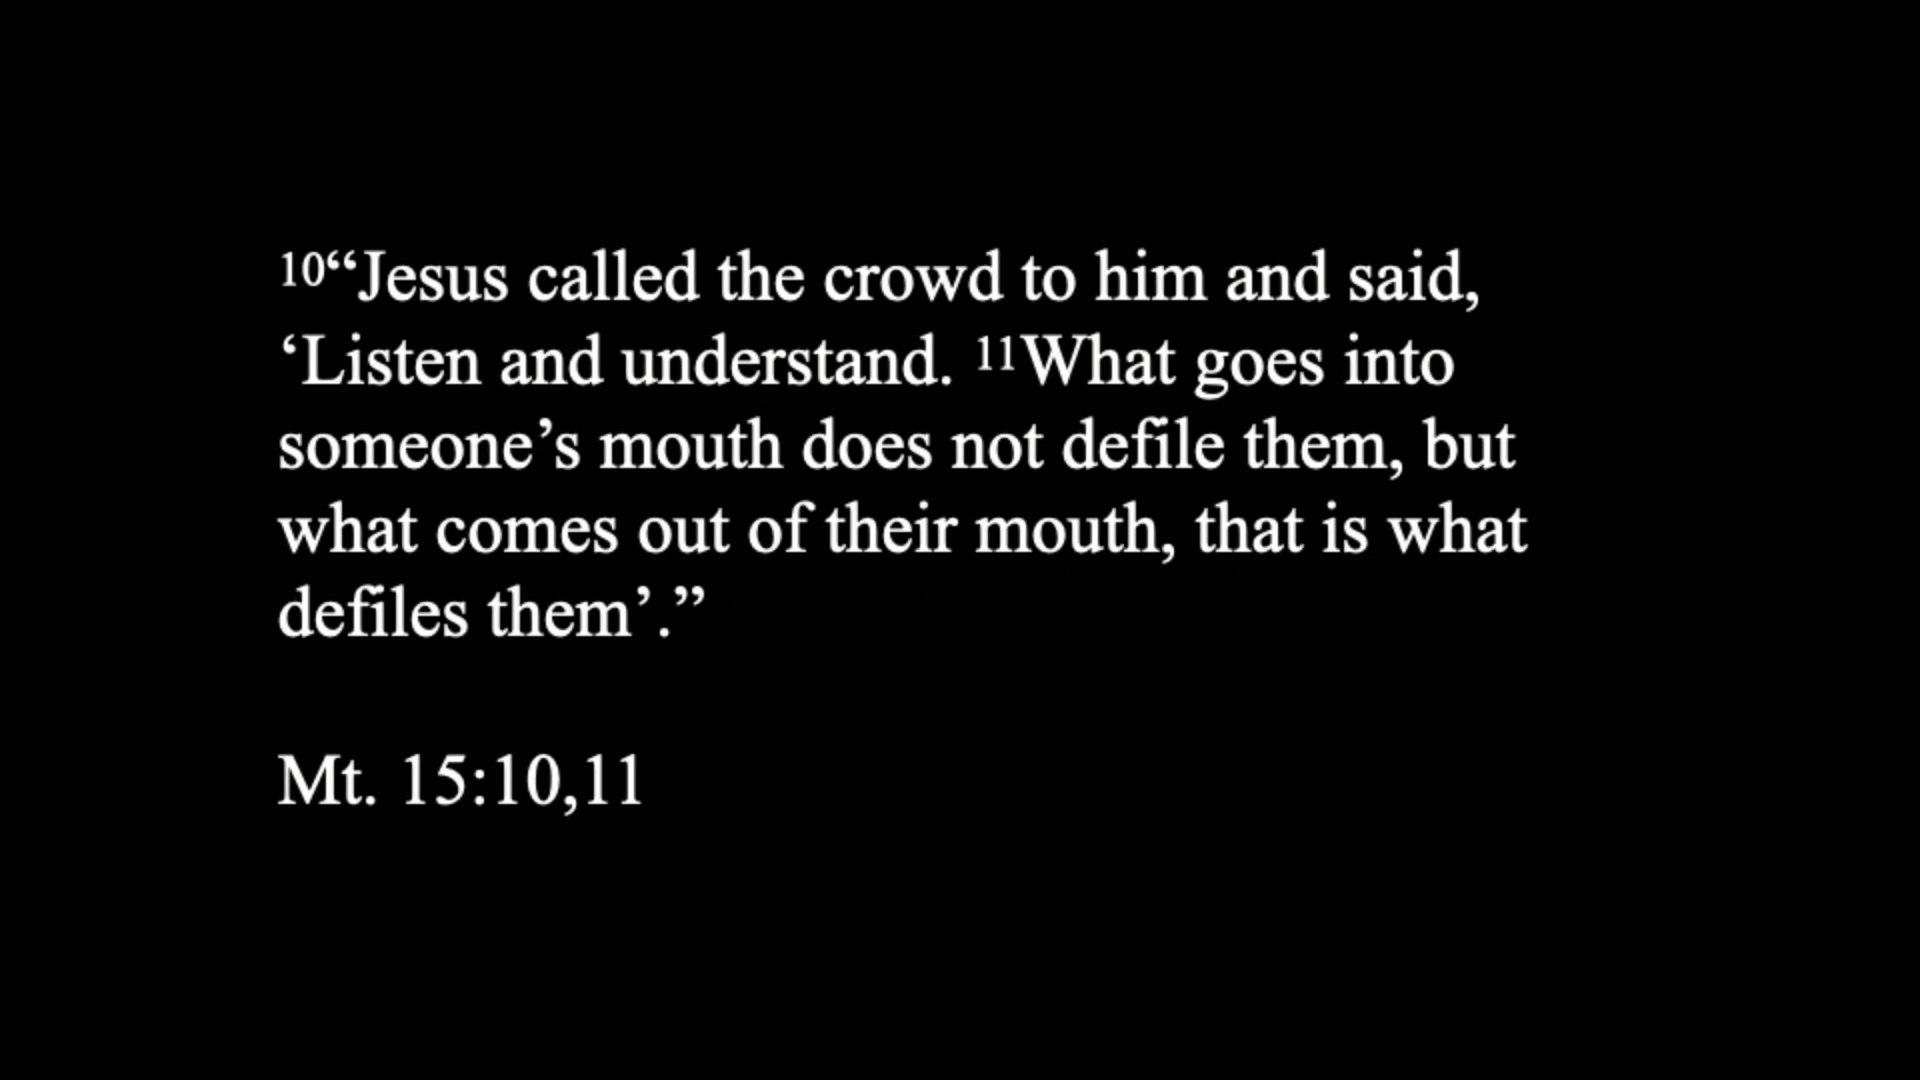 ¹⁰“Jesus called the crowd to him and said,
‘Listen and understand. ¹¹What goes into
someone’s mouth does not defile them, but
what comes out of their mouth, that is what
defiles them’.”
Mt. 15:10,11